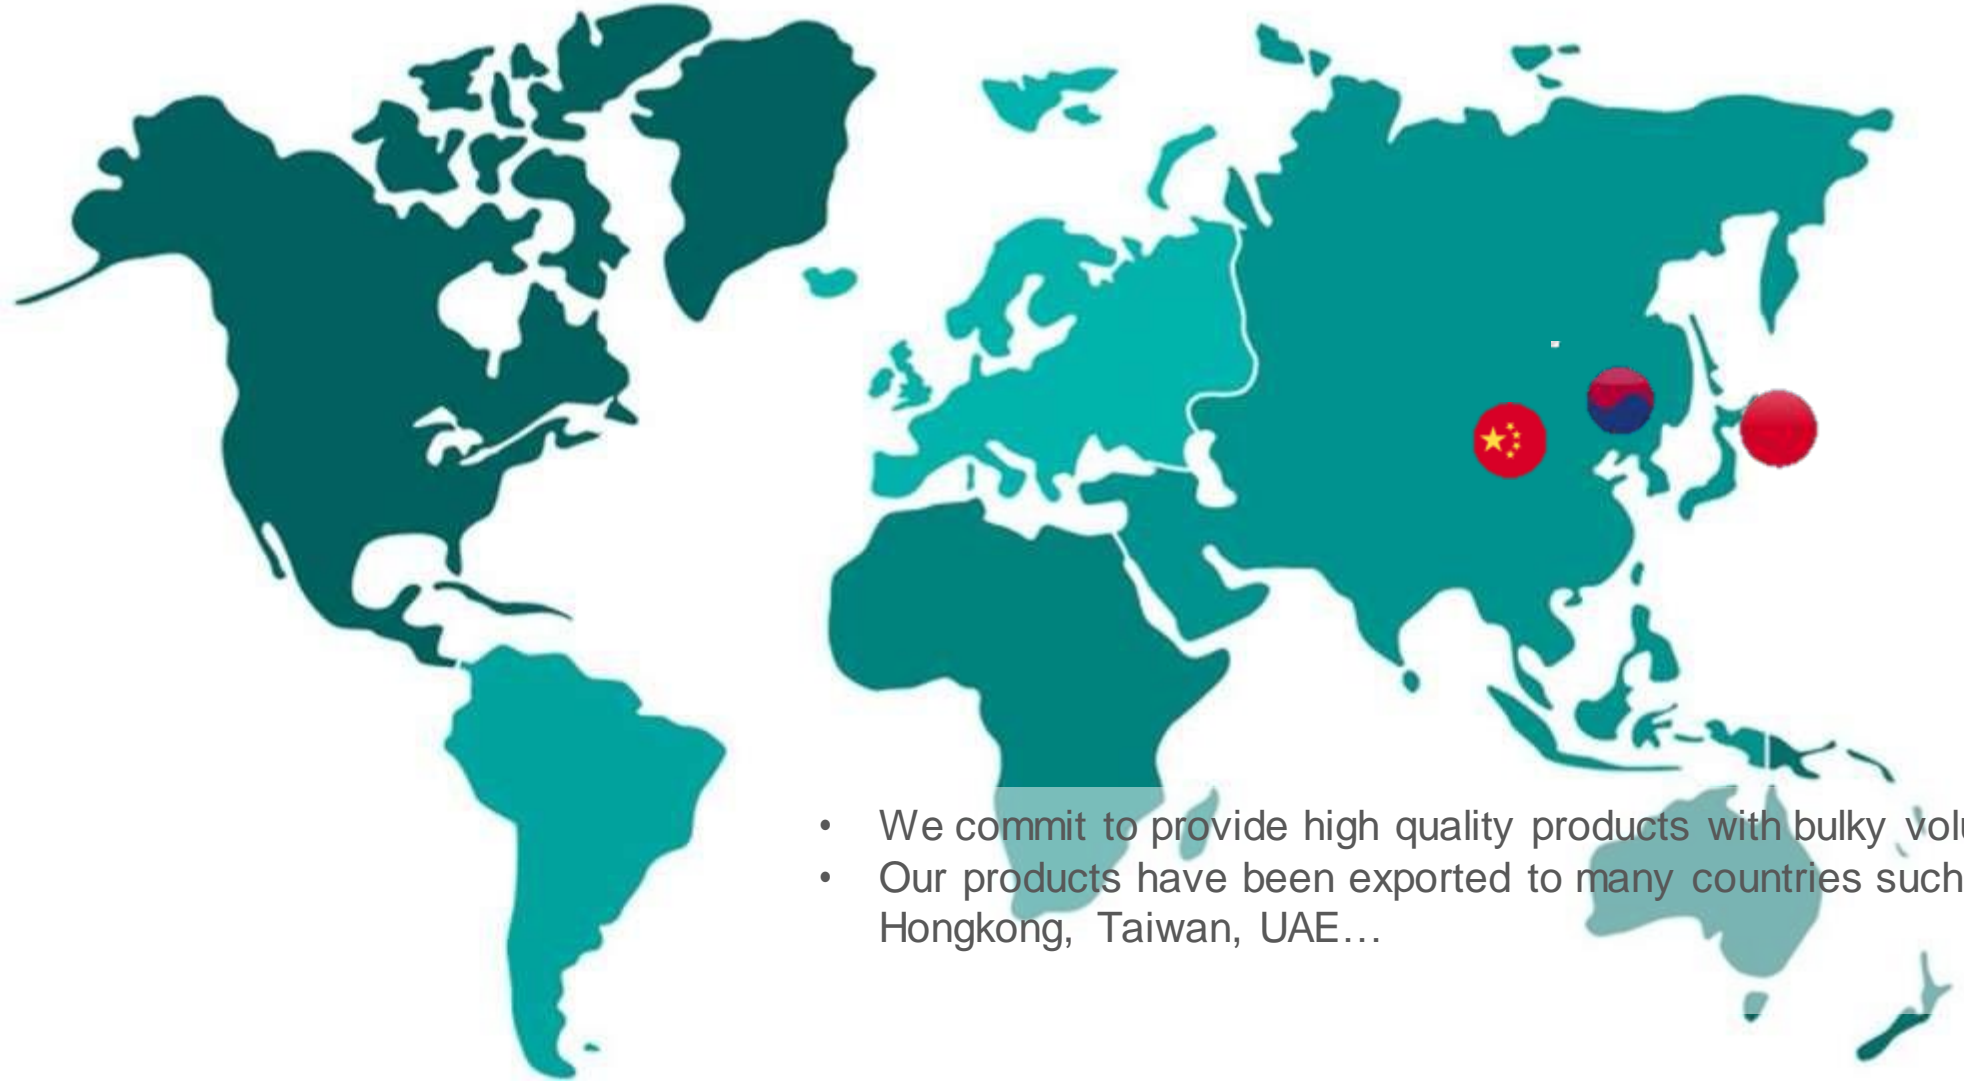 • We commit to provide high quality products with bulky
• Our products have been exported to many countries such
Hongkong, Taiwan, UAE…